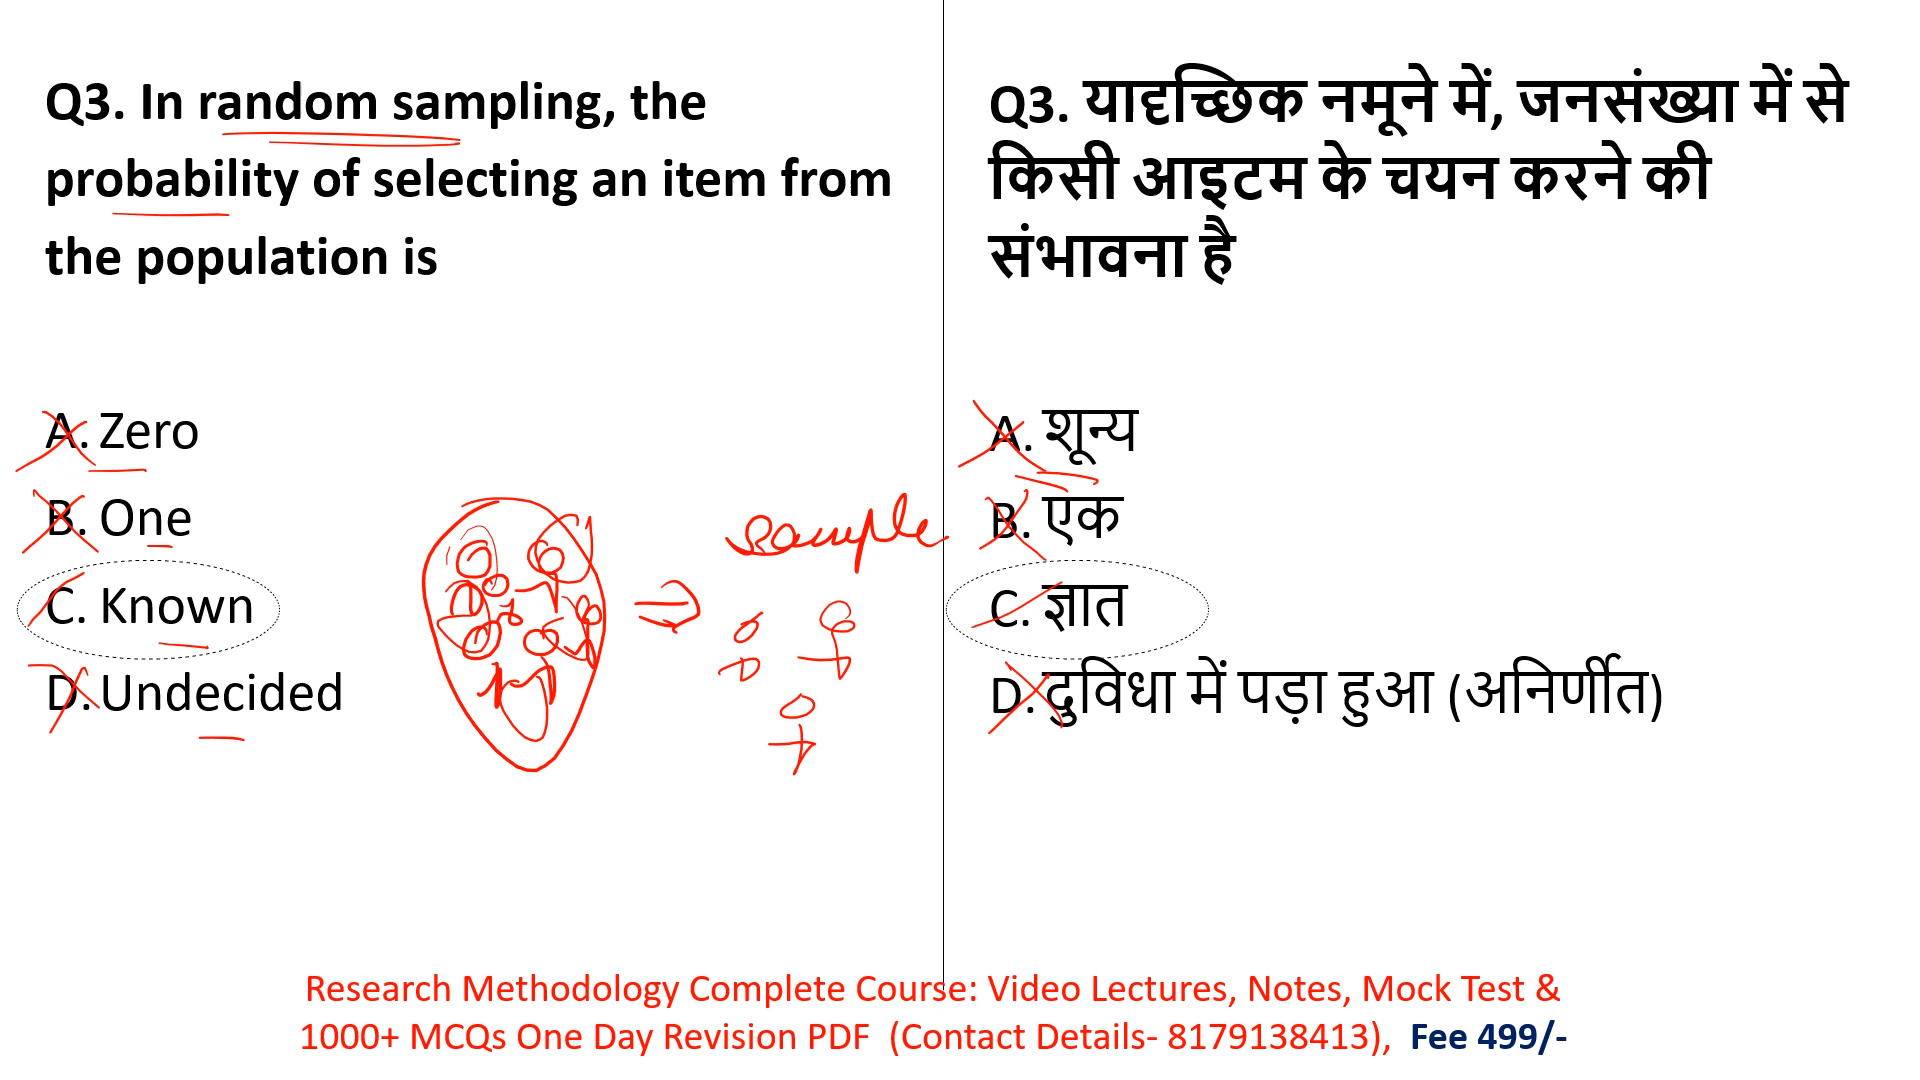 Q3. In random sampling, the
probability of selecting an item from
the population is
A. Zero
B. One
C. Known
D. Undecided
sample
Q3. यादृच्छिक नमूने में, जनसंख्या में से
किसी आइटम के चयन करने की
संभावना है
A. शून्य
B. एक
C. ज्ञात
D. दुविधा में पड़ा हुआ (अनिर्णीत)
Research Methodology Complete Course: Video Lectures, Notes, Mock Test &
1000+ MCQs One Day Revision PDF (Contact Details- 8179138413), Fee 499/-